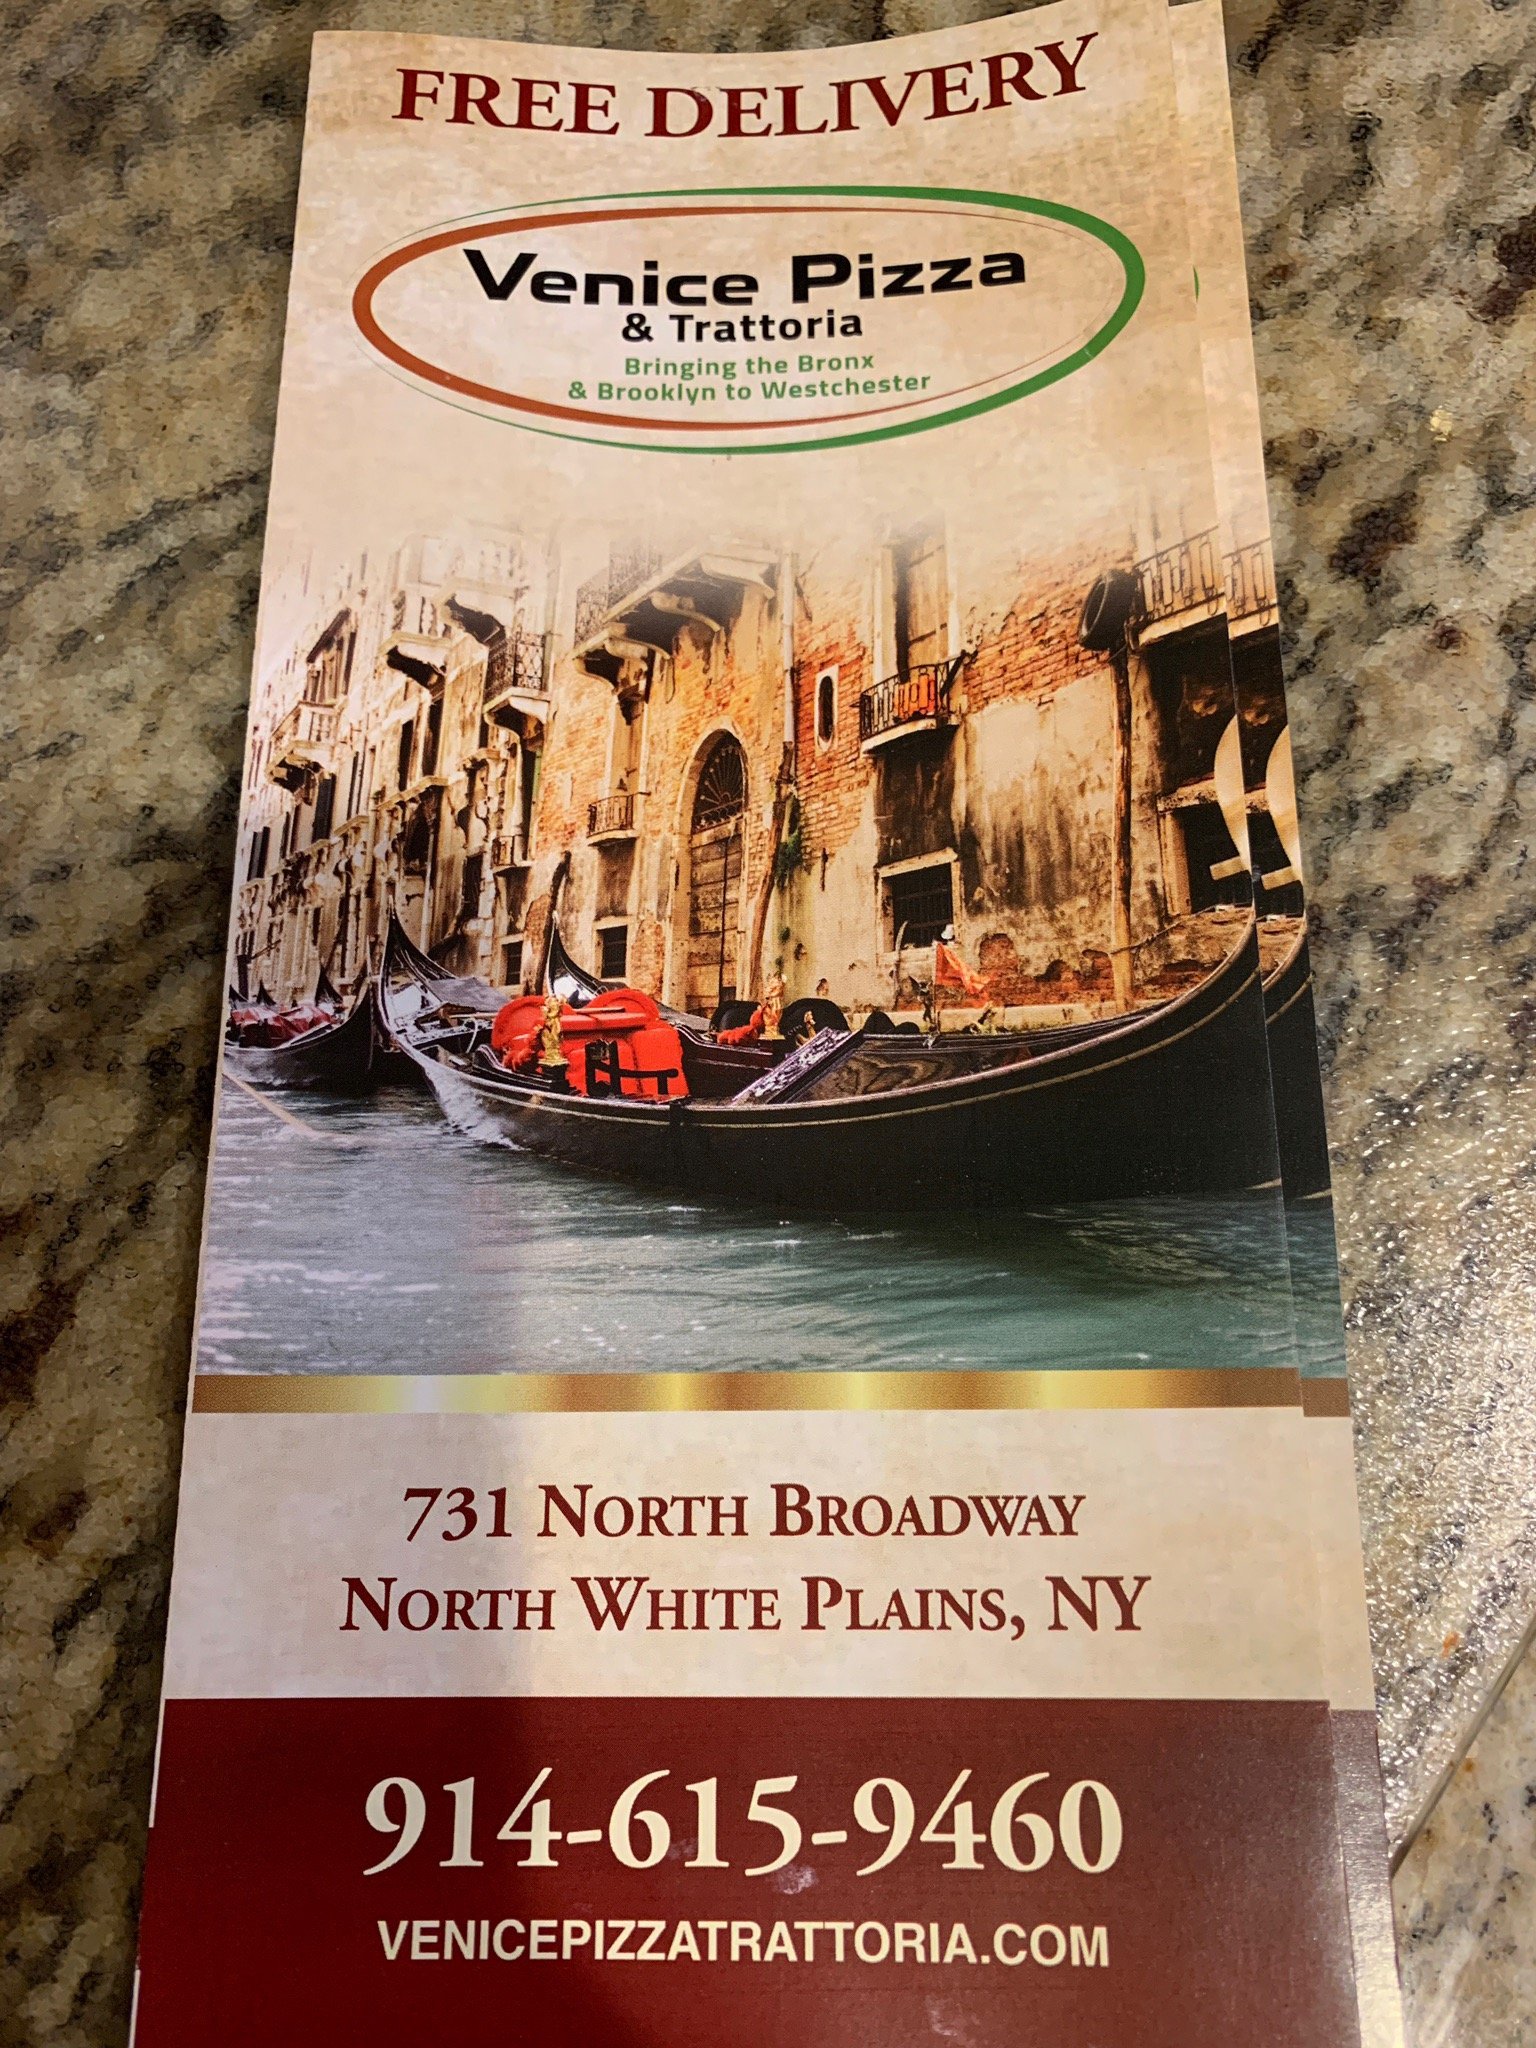 FREE DELIVERY
Venice Pizza
& Trattoria
Bringing the Bronx
& Brooklyn to Westchester
731 NORTH BROADWAY
NORTH WHITE PLAINS, NY
914-615-9460
VENICEPIZZATRATTORIA.COM